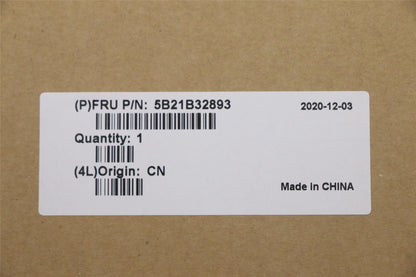 (P)FRU P/N: 5B21B32893
2020-12-03
Quantity: 1
(4L)Origin: CN
Made in CHINA